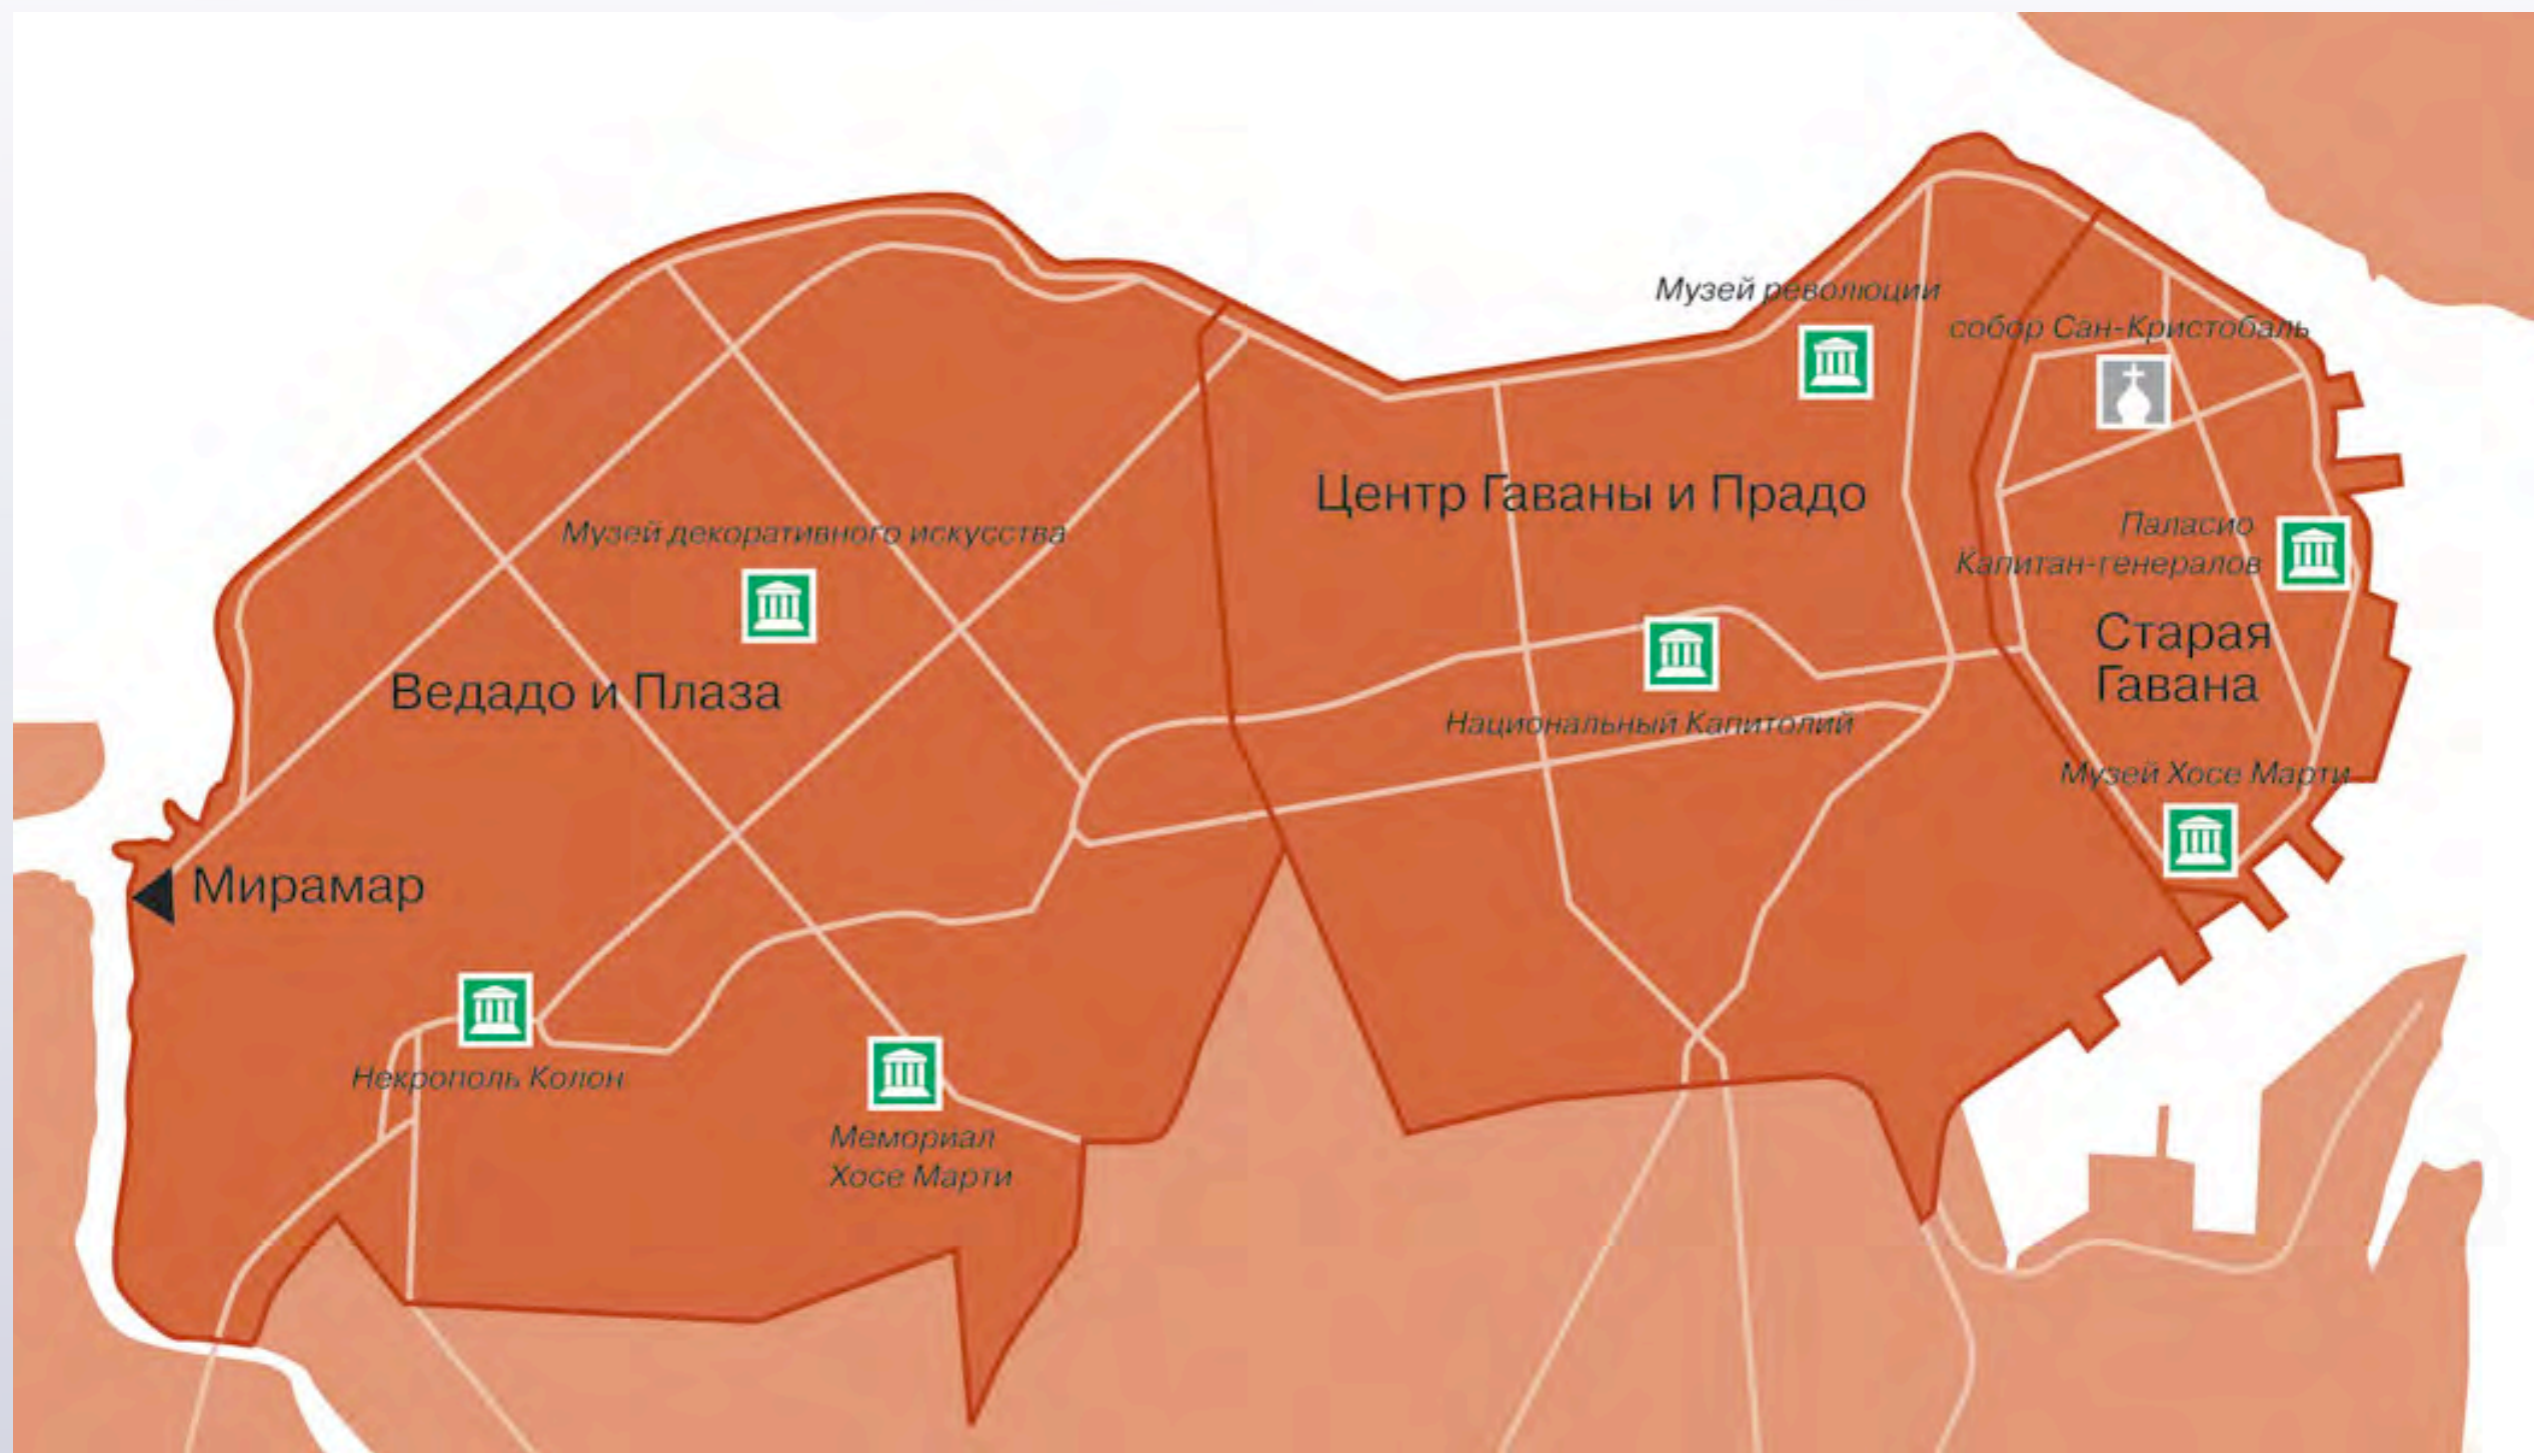 Музей революции
собор Сан-Кристобаль
Центр Гаваны и Прадо
Музей декоративного искусства
Паласио
Капитан-генералов
Старая
Гавана
Ведадо и Плаза
Национальный Капитолий
Музей Хосе Марти
Мирамар
Некрополь Колон
Мемориал
Хосе Марти